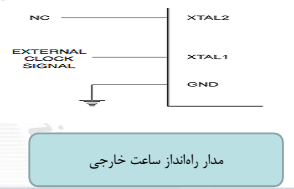 NC
XTAL2
EXTERNAL
CLOCK
SIGNAL
XTAL1
GND
مدار راه‌انداز ساعت خارجی